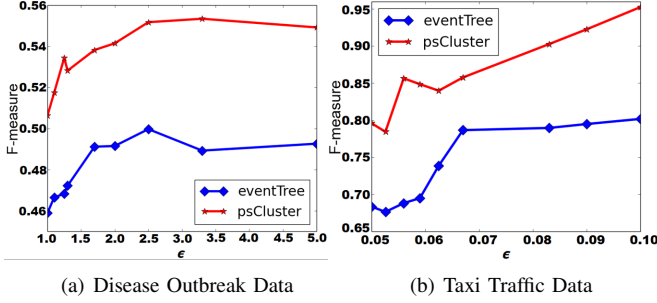 0.56
0.54
0.52
0.50
0.48
0.46
F-measure
1.0 1.5 2.0 2.5 3.0 3.5 4.0 4.5 5.0
ϵ
eventTree
psCluster
(a) Disease Outbreak Data
0.95
0.90
0.85
0.80
0.75
0.70
0.65
F-measure
0.05 0.06 0.07 0.08 0.09 0.10
ϵ
eventTree
psCluster
(b) Taxi Traffic Data